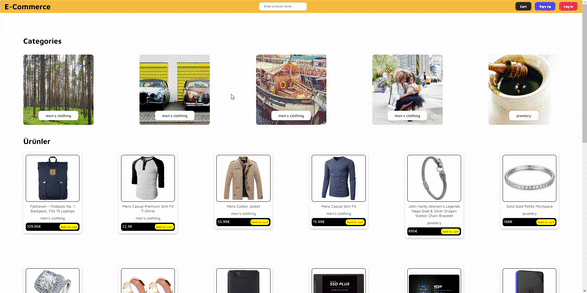 E-Commerce
Enter product name...
Cart
Sign Up
Log In
Categories
men's clothing
men's clothing
men's clothing
men's clothing
jewelery
Ürünler
Fjallraven - Foldsack No. 1
Backpack, Fits 15 Laptops
men's clothing
109.95€
Add to cart
Mens Casual Premium Slim Fit
T-Shirts
men's clothing
22.3€
Add to cart
Mens Cotton Jacket
men's clothing
55.99€
Add to cart
Mens Casual Slim Fit
men's clothing
15.99€
Add to cart
John Hardy Women's Legends
Naga Gold & Silver Dragon
Station Chain Bracelet
jewelery
695€
Add to cart
Solid Gold Petite Micropave
jewelery
168€
Add to cart
SSD PLUS